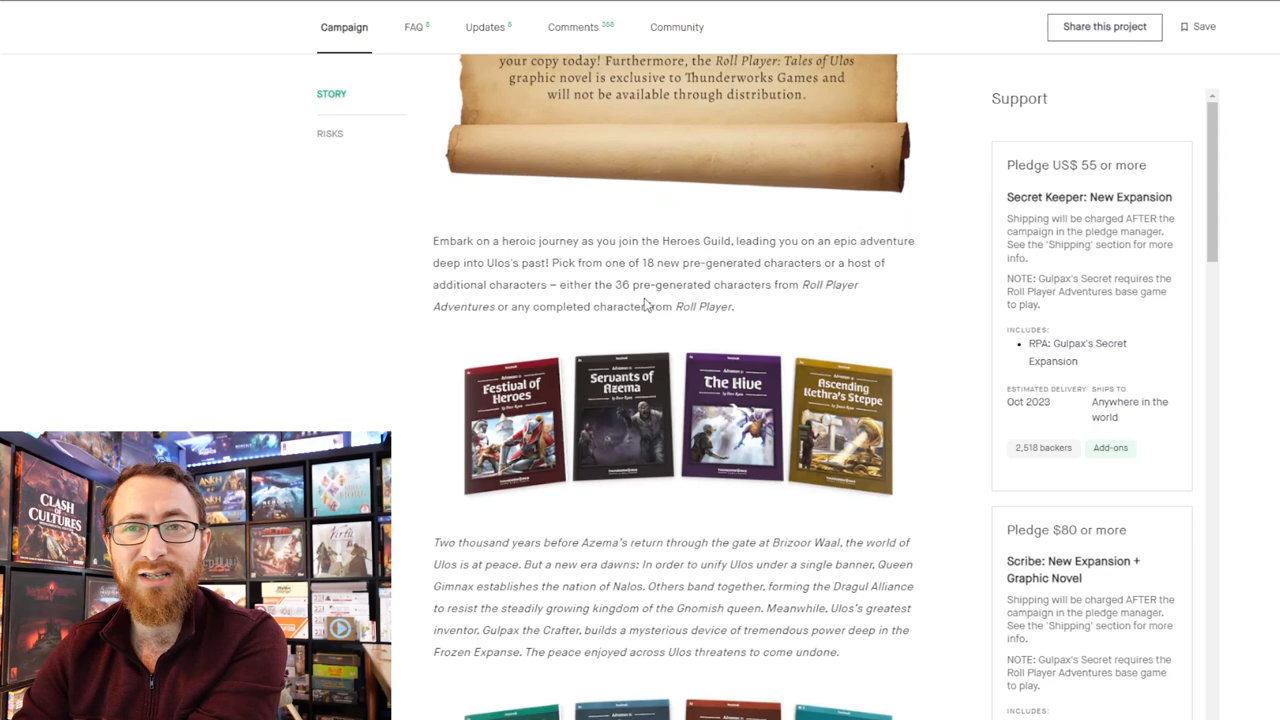 Campaign FAQ 8 Updates 5 Comments 358 Community Share this project Save
STORY
RISKS
your copy today! Furthermore, the Roll Player: Tales of Ulos
graphic novel is exclusive to Thunderworks Games and
will not be available through distribution.
Embark on a heroic journey as you join the Heroes Guild, leading you on an epic adventure
deep into Ulos's past! Pick from one of 18 new pre-generated characters or a host of
additional characters – either the 36 pre-generated characters from Roll Player
Adventures or any completed character from Roll Player.
Festival of
Heroes
Servants of
Azema
The Hive
Ascending
Kethra's Steppe
Two thousand years before Azema's return through the gate at Brizoor Waal, the world of
Ulos is at peace. But a new era dawns: In order to unify Ulos under a single banner, Queen
Gimnax establishes the nation of Nalos. Others band together, forming the Dragul Alliance
to resist the steadily growing kingdom of the Gnomish queen. Meanwhile, Ulos's greatest
inventor, Gulpax the Crafter, builds a mysterious device of tremendous power deep in the
Frozen Expanse. The peace enjoyed across Ulos threatens to come undone.
Support
Pledge US$ 55 or more
Secret Keeper: New Expansion
Shipping will be charged AFTER the
campaign in the pledge manager.
See the 'Shipping' section for more
info.
NOTE: Gulpax's Secret requires the
Roll Player Adventures base game
to play.
INCLUDES:
• RPA: Gulpax's Secret
Expansion
ESTIMATED DELIVERY SHIPS TO
Oct 2023 Anywhere in the
world
2,518 backers Add-ons
Pledge $80 or more
Scribe: New Expansion +
Graphic Novel
Shipping will be charged AFTER the
campaign in the pledge manager.
See the 'Shipping' section for more
info.
NOTE: Gulpax's Secret requires the
Roll Player Adventures base game
to play.
INCLUDES:
CLASH
OF
CULTURES
ANKH